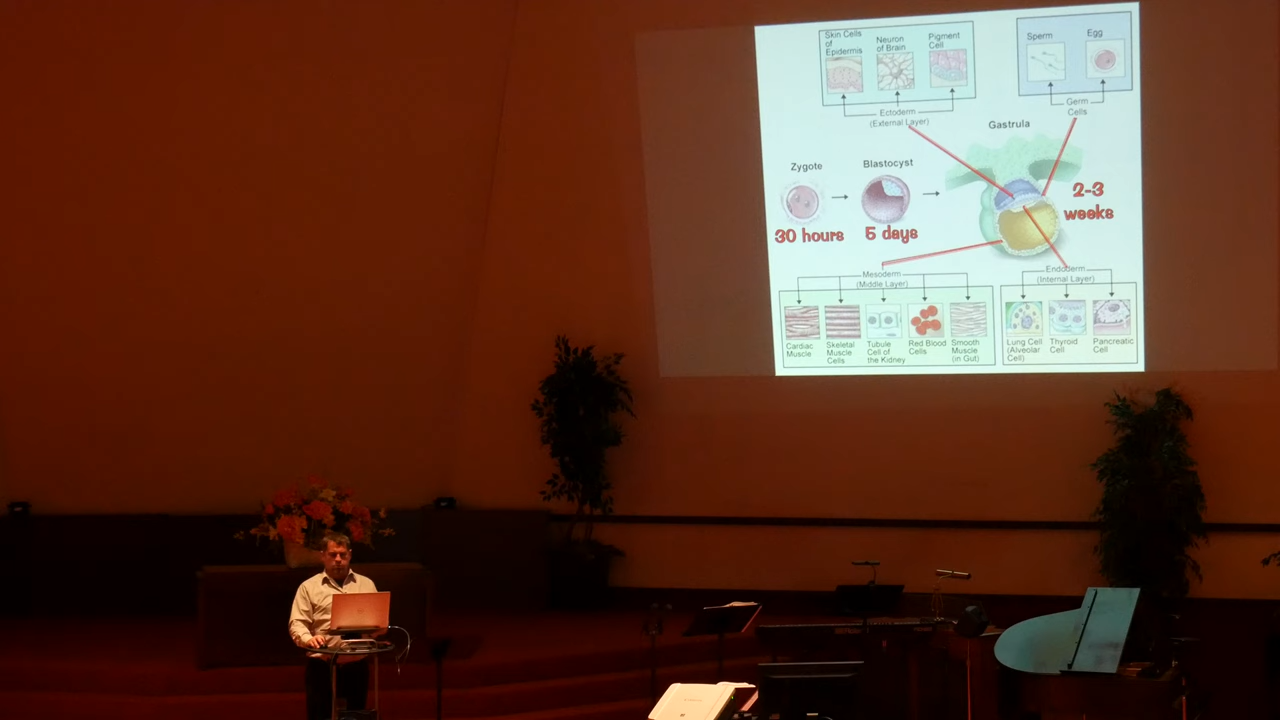 Skin Cells
of
Epidermis
Neuron
of Brain
Pigment
Cell
Sperm
Egg
Ectoderm
(External Layer)
Germ
Cells
Gastrula
Zygote
Blastocyst
2-3
weeks
30 hours
5 days
Mesoderm
(Middle Layer)
Endoderm
(Internal Layer)
Cardiac
Muscle
Skeletal
Muscle
Cells
Tubule
Cell of
the Kidney
Red Blood
Cells
Smooth
Muscle
(in Gut)
Lung Cell
(Alveolar
Cell)
Thyroid
Cell
Pancreatic
Cell